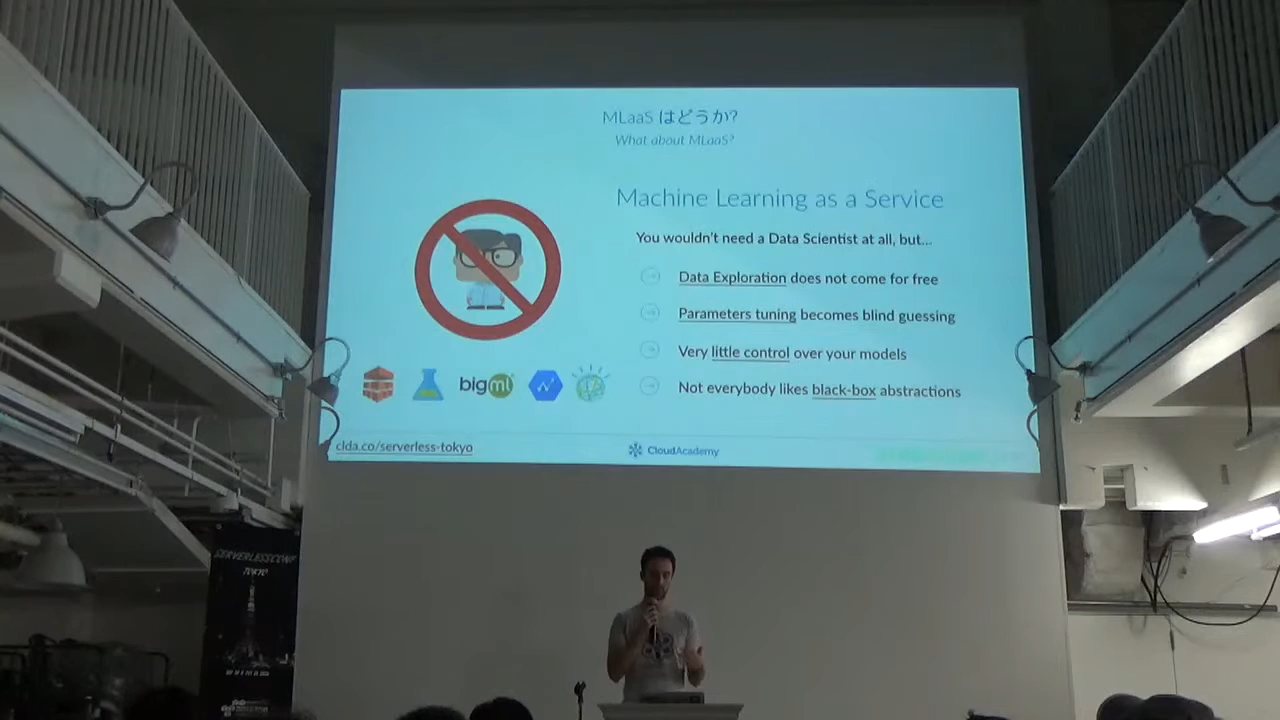 MLaaS はどうか?
What about MLaaS?
Machine Learning as a Service
You wouldn't need a Data Scientist at all, but...
Data Exploration does not come for free
Parameters tuning becomes blind guessing
Very little control over your models
Not everybody likes black-box abstractions
bigml
clda.co/serverless-tokyo
CloudAcademy
SERVERLESSCONF
TOKYO